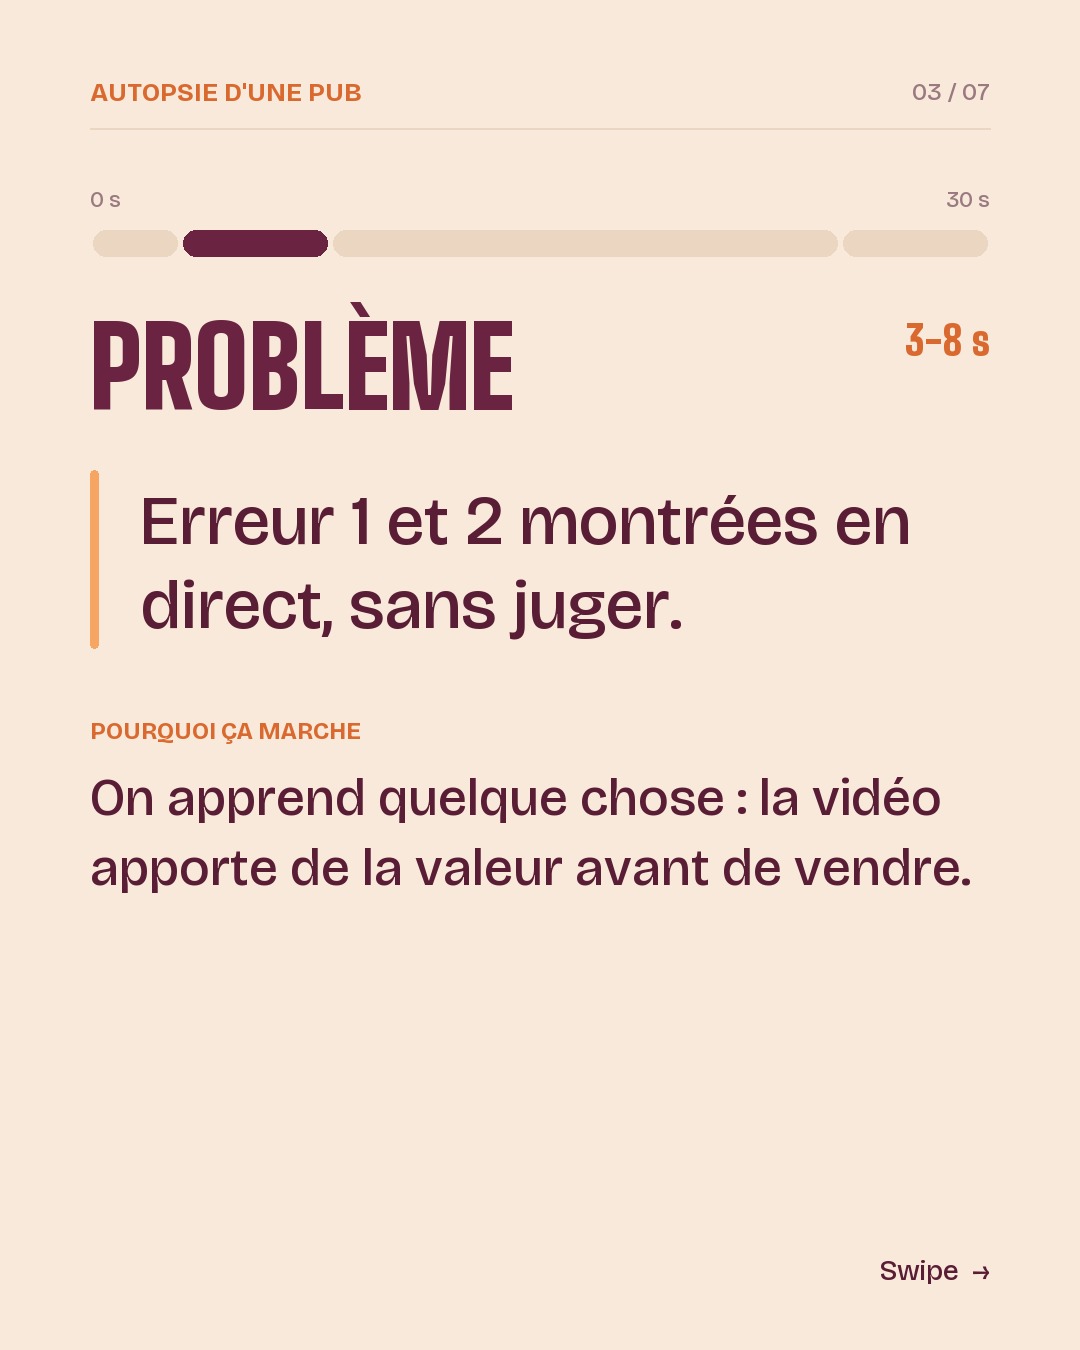 AUTOPSIE D'UNE PUB
03 / 07
0 s
30 s
PROBLÈME
3–8 s
Erreur 1 et 2 montrées en
direct, sans juger.
POURQUOI ÇA MARCHE
On apprend quelque chose : la vidéo
apporte de la valeur avant de vendre.
Swipe →